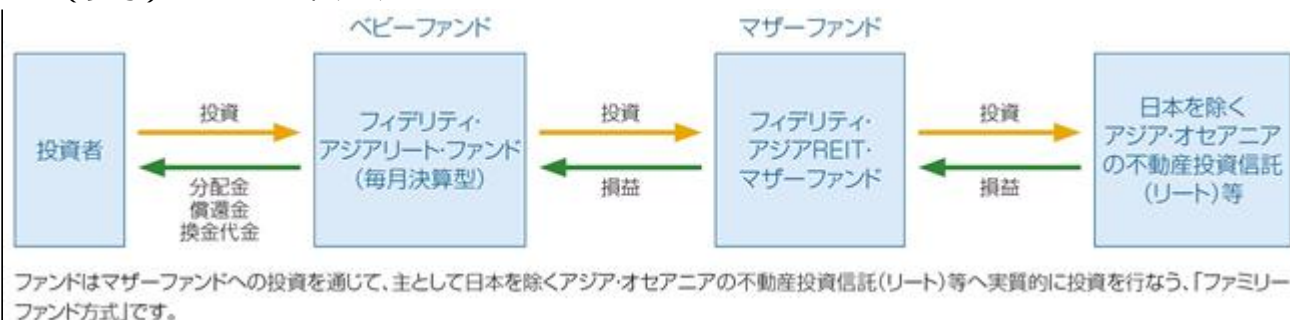 ベビーファンド
マザーファンド
投資者
投資
分配金
償還金
換金代金
フィデリティ・
アジアリート・ファンド
(毎月決算型)
投資
損益
フィデリティ・
アジアREIT・
マザーファンド
投資
損益
日本を除く
アジア・オセアニア
の不動産投資信託
(リート)等
ファンドはマザーファンドへの投資を通じて、主として日本を除くアジア・オセアニアの不動産投資信託(リート)等へ実質的に投資を行なう、「ファミリー
ファンド方式」です。